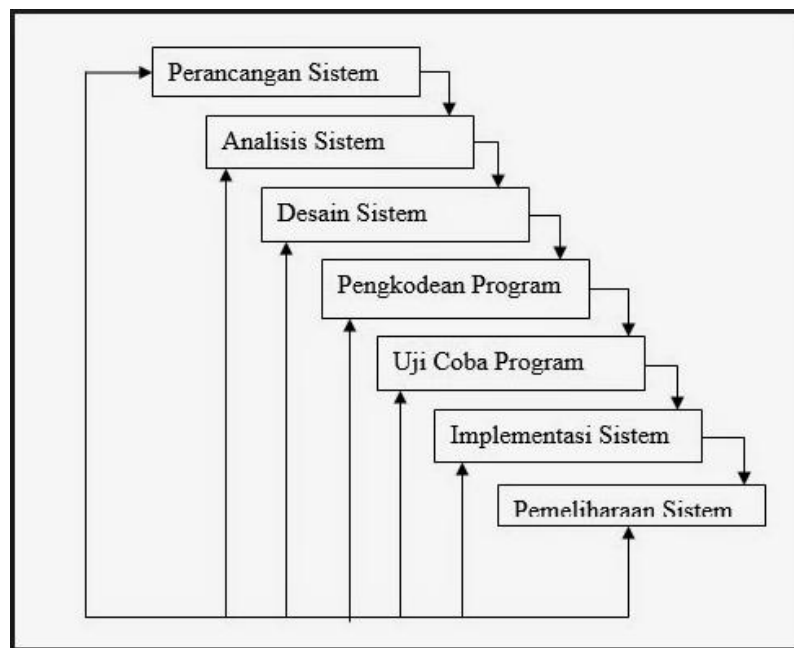 Perancangan Sistem
Analisis Sistem
Desain Sistem
Pengkodean Program
Uji Coba Program
Implementasi Sistem
Pemeliharaan Sistem